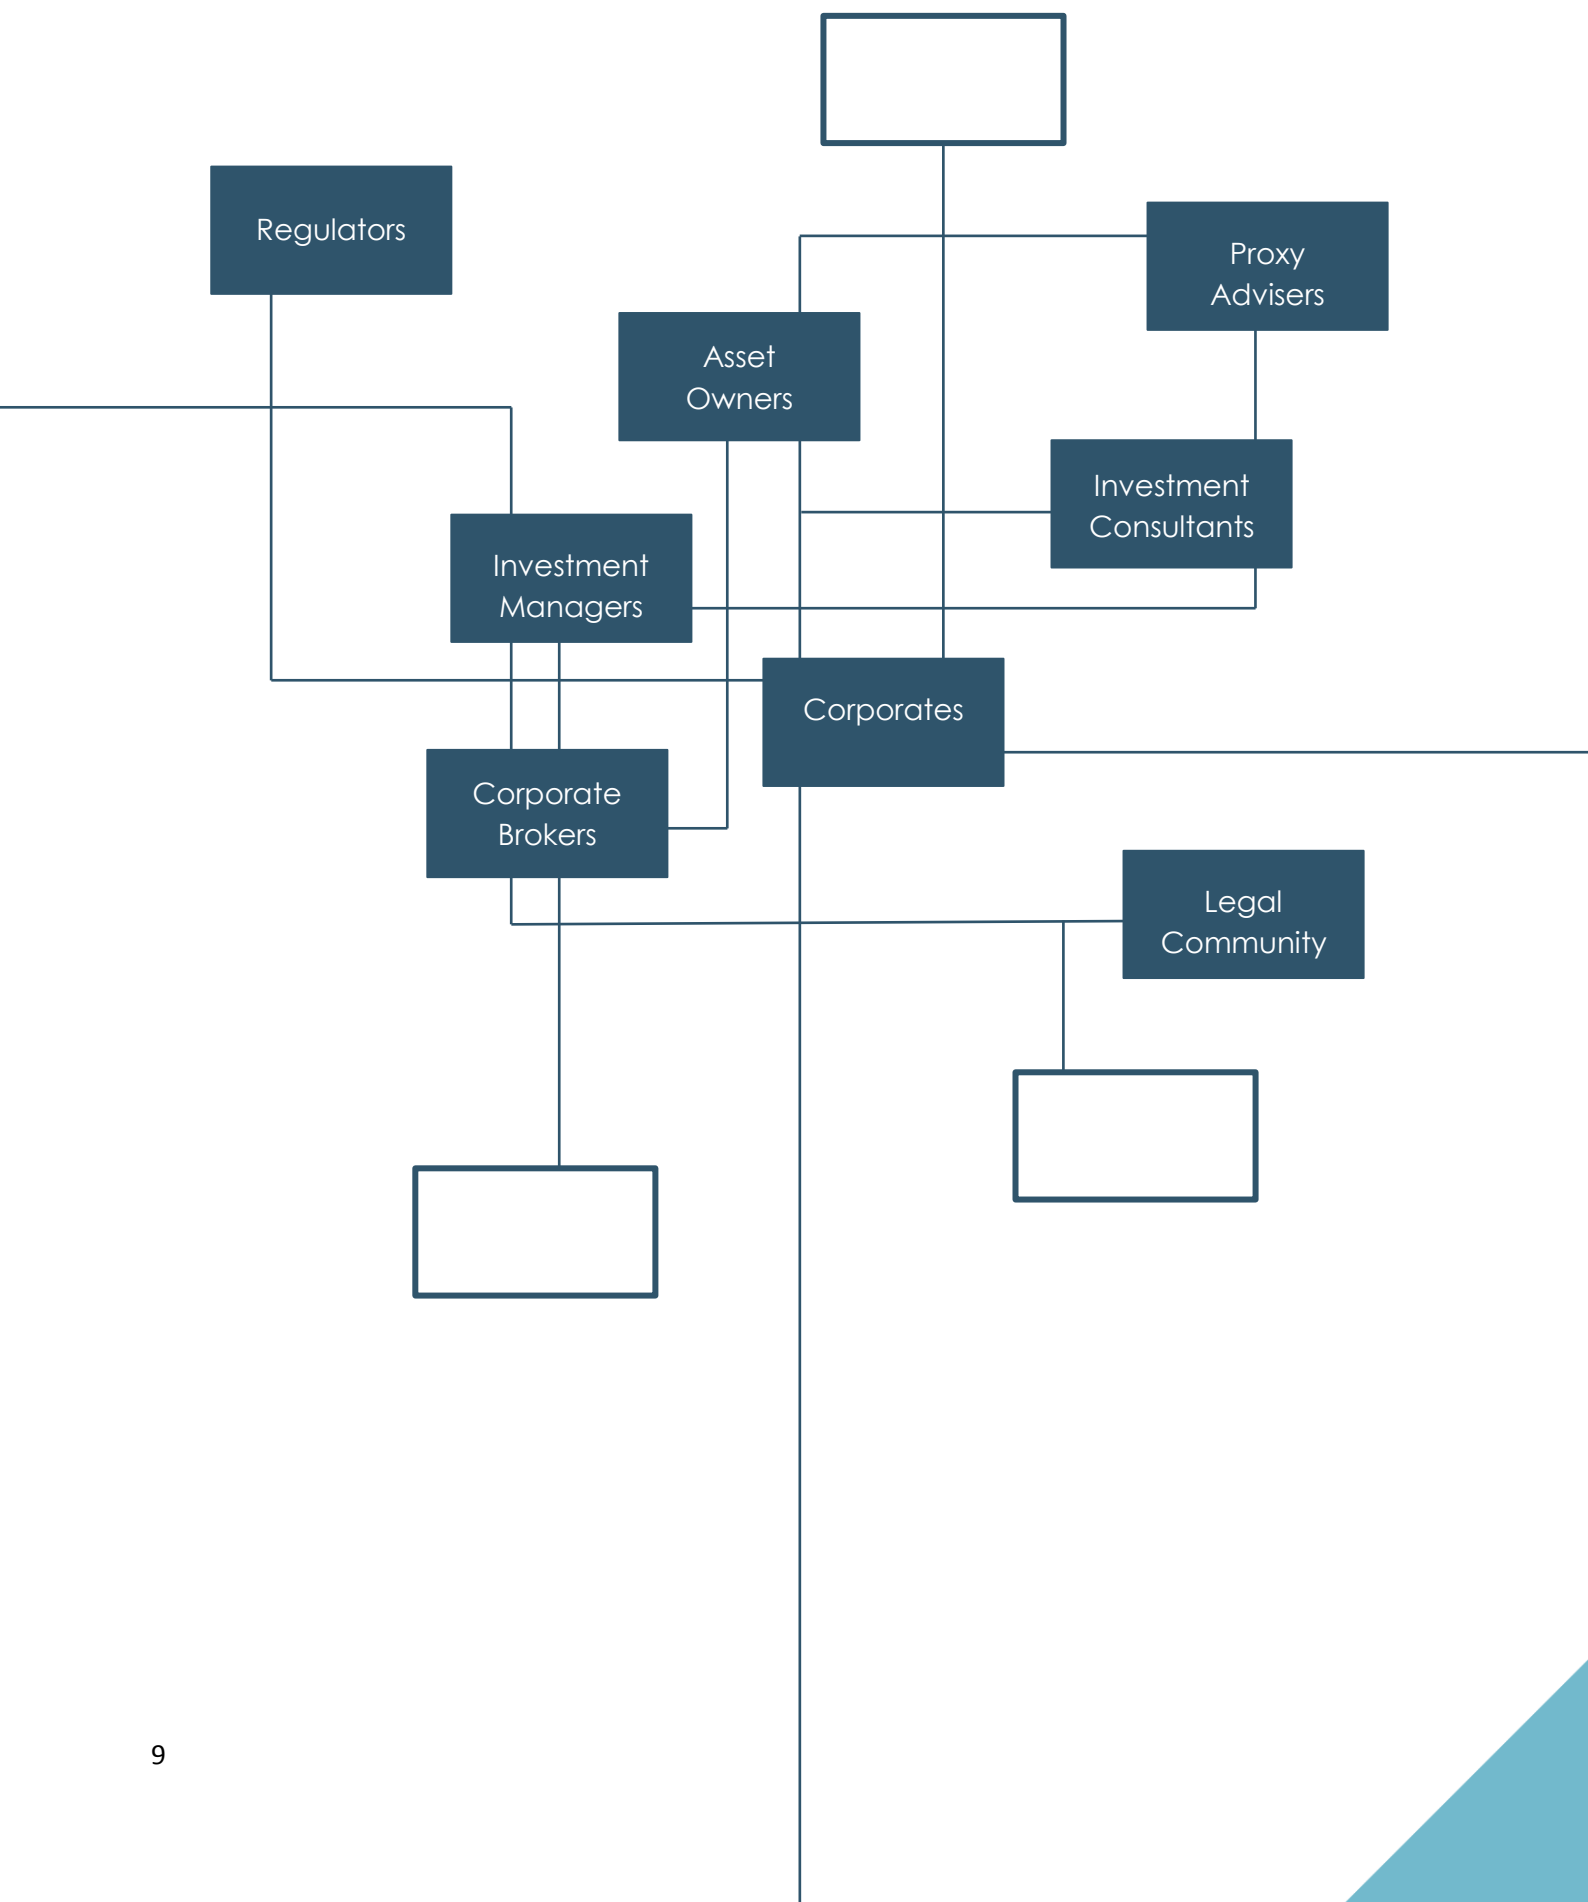 Regulators
Proxy
Advisers
Asset
Owners
Investment
Consultants
Investment
Managers
Corporates
Corporate
Brokers
Legal
Community
9